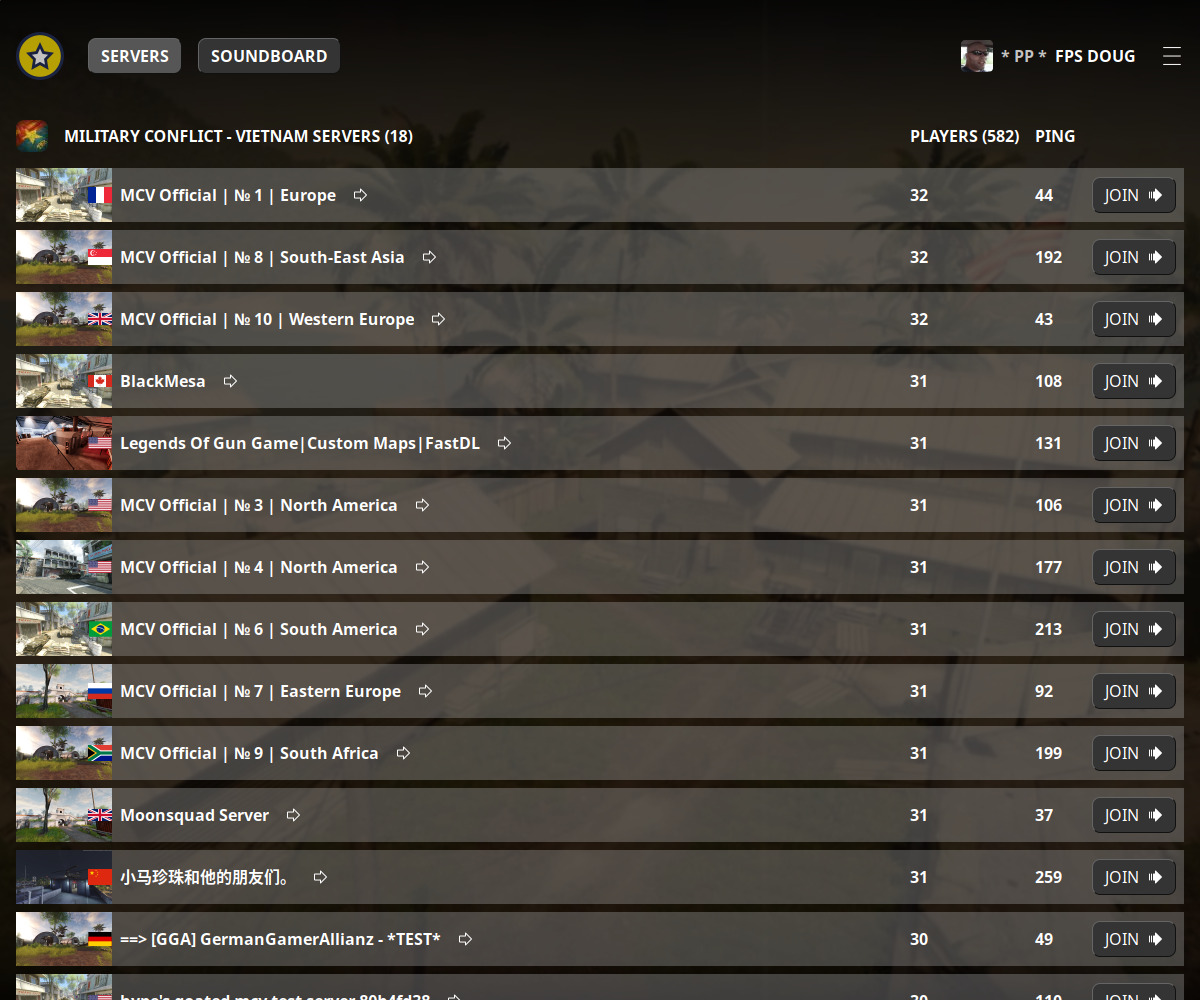 SERVERS SOUNDBOARD * PP * FPS DOUG
MILITARY CONFLICT - VIETNAM SERVERS (18) PLAYERS (582) PING
MCV Official | № 1 | Europe 32 44 JOIN
MCV Official | № 8 | South-East Asia 32 192 JOIN
MCV Official | № 10 | Western Europe 32 43 JOIN
BlackMesa 31 108 JOIN
Legends Of Gun Game|Custom Maps|FastDL 31 131 JOIN
MCV Official | № 3 | North America 31 106 JOIN
MCV Official | № 4 | North America 31 177 JOIN
MCV Official | № 6 | South America 31 213 JOIN
MCV Official | № 7 | Eastern Europe 31 92 JOIN
MCV Official | № 9 | South Africa 31 199 JOIN
Moonsquad Server 31 37 JOIN
小马珍珠和他的朋友们。 31 259 JOIN
==> [GGA] GermanGamerAllianz - *TEST* 30 49 JOIN
mcv test server JOIN